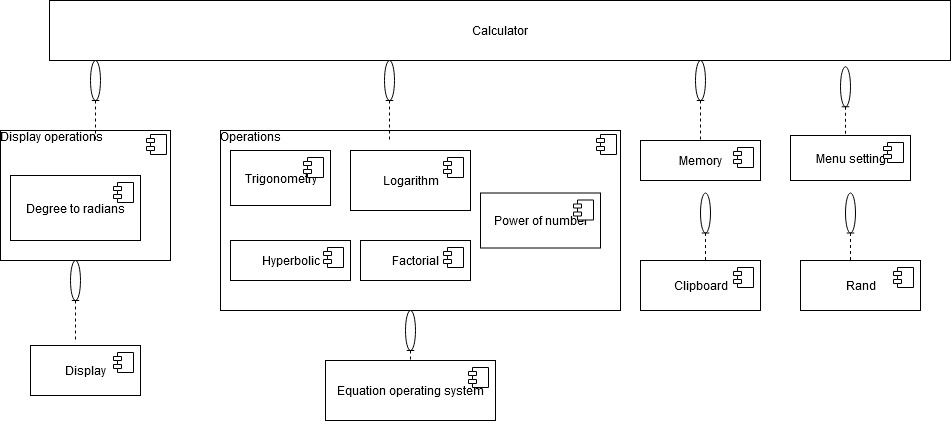 Calculator
Display operations
Operations
Trigonometry
Logarithm
Memory
Menu setting
Degree to radians
Power of number
Hyperbolic
Factorial
Clipboard
Rand
Display
Equation operating system